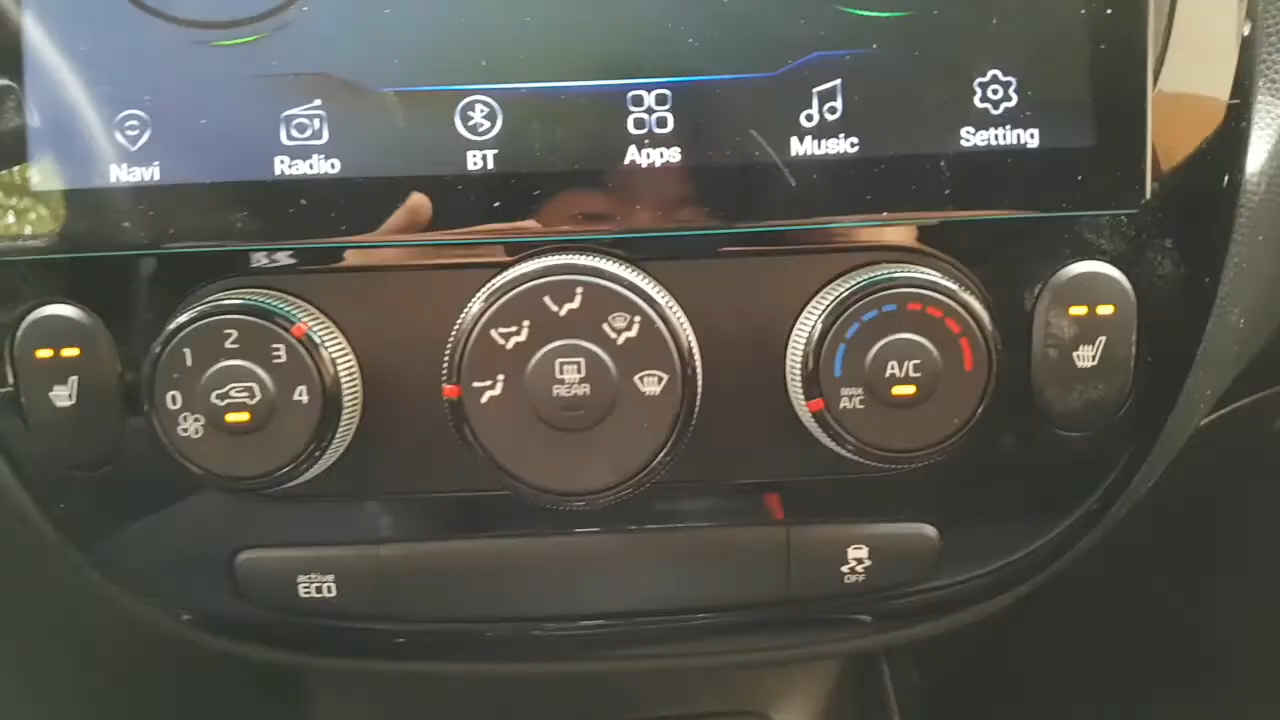 Navi
Radio
BT
Apps
Music
Setting
0
1
2
3
4
REAR
MAX
A/C
A/C
active
ECO
OFF